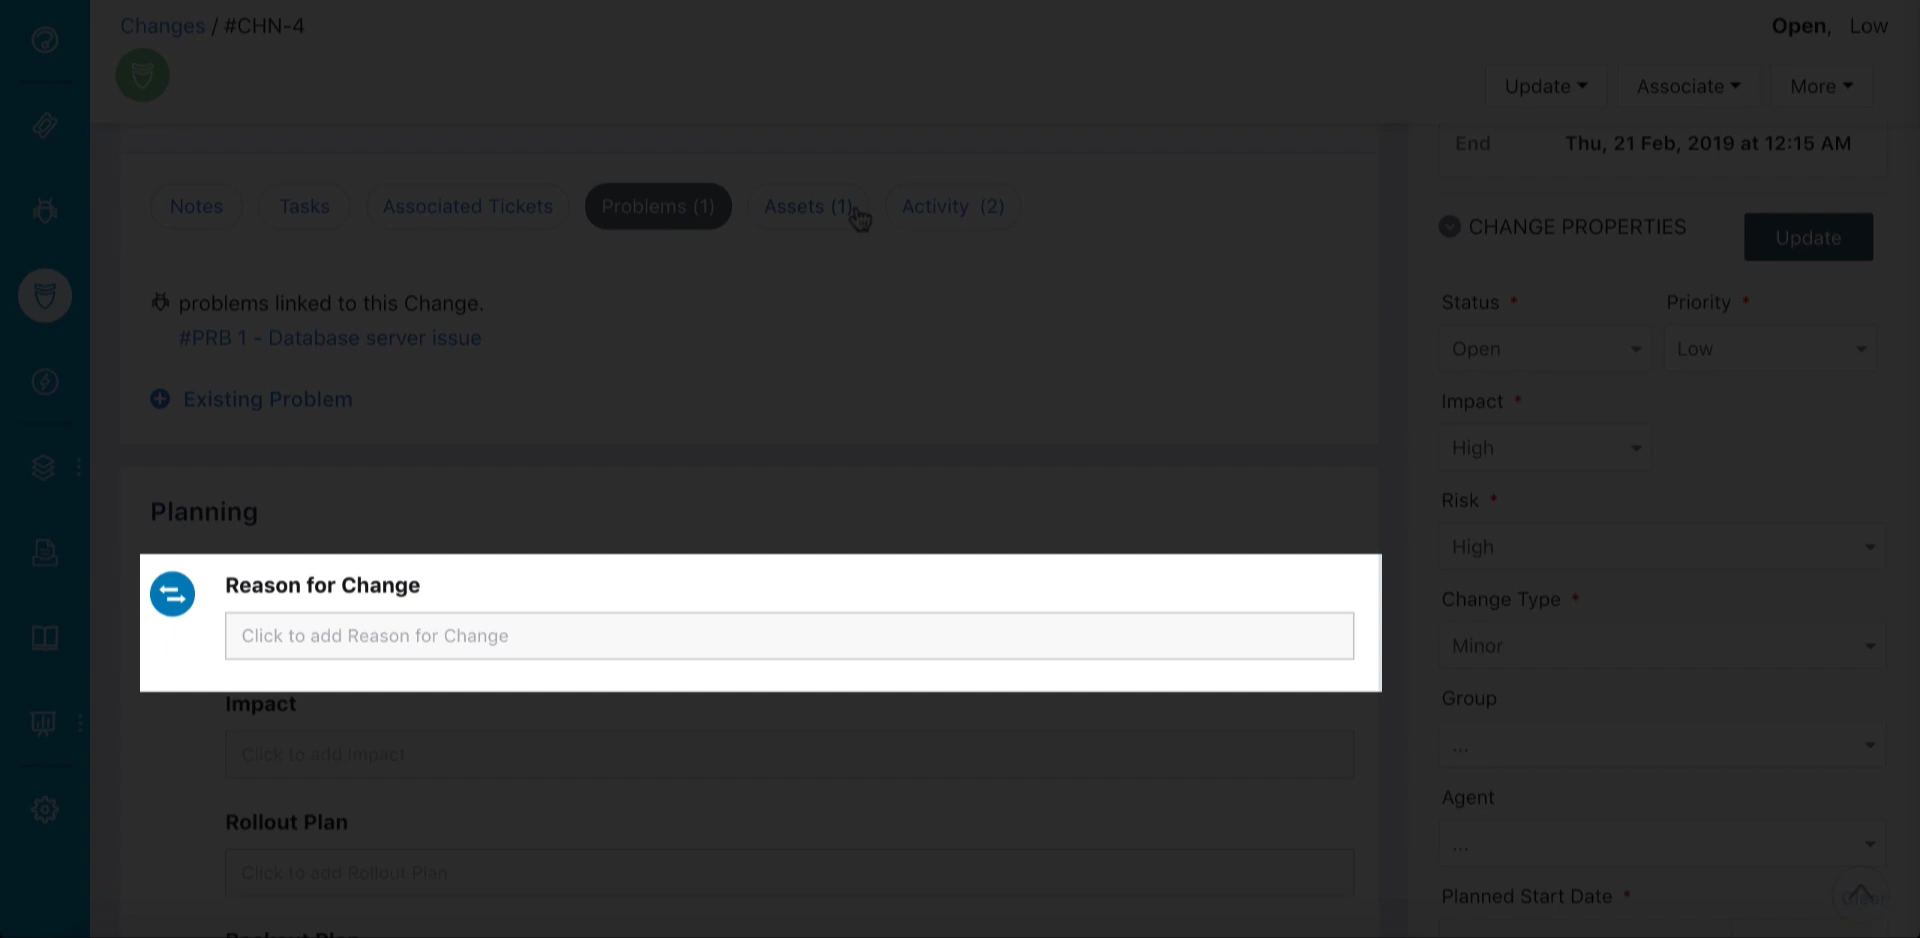 Changes / #CHN-4
Open, Low
Update
Associate
More
End Thu, 21 Feb, 2019 at 12:15 AM
Notes
Tasks
Associated Tickets
Problems (1)
Assets (1)
Activity (2)
problems linked to this Change.
#PRB 1 - Database server issue
Existing Problem
Planning
Reason for Change
Click to add Reason for Change
Impact
Click to add Impact
Rollout Plan
Click to add Rollout Plan
Backout Plan
CHANGE PROPERTIES
Update
Status *
Priority *
Open
Low
Impact *
High
Risk *
High
Change Type *
Minor
Group
...
Agent
...
Planned Start Date *
Clear